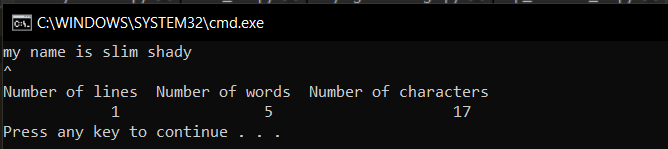 C:\WINDOWS\SYSTEM32\cmd.exe
my name is slim shady
^
Number of lines  Number of words  Number of characters
1  5  17
Press any key to continue . . .